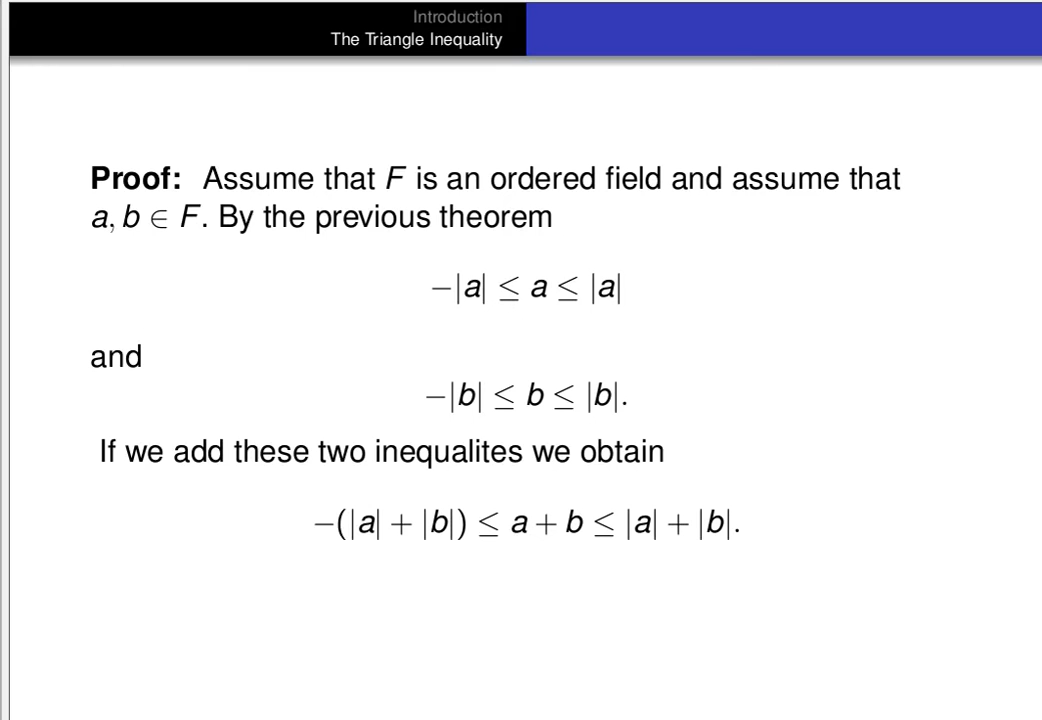 Introduction
The Triangle Inequality
Proof: Assume that F is an ordered field and assume that
a, b ∈ F. By the previous theorem
−|a| ≤ a ≤ |a|
and
−|b| ≤ b ≤ |b|.
If we add these two inequalites we obtain
−(|a| + |b|) ≤ a + b ≤ |a| + |b|.